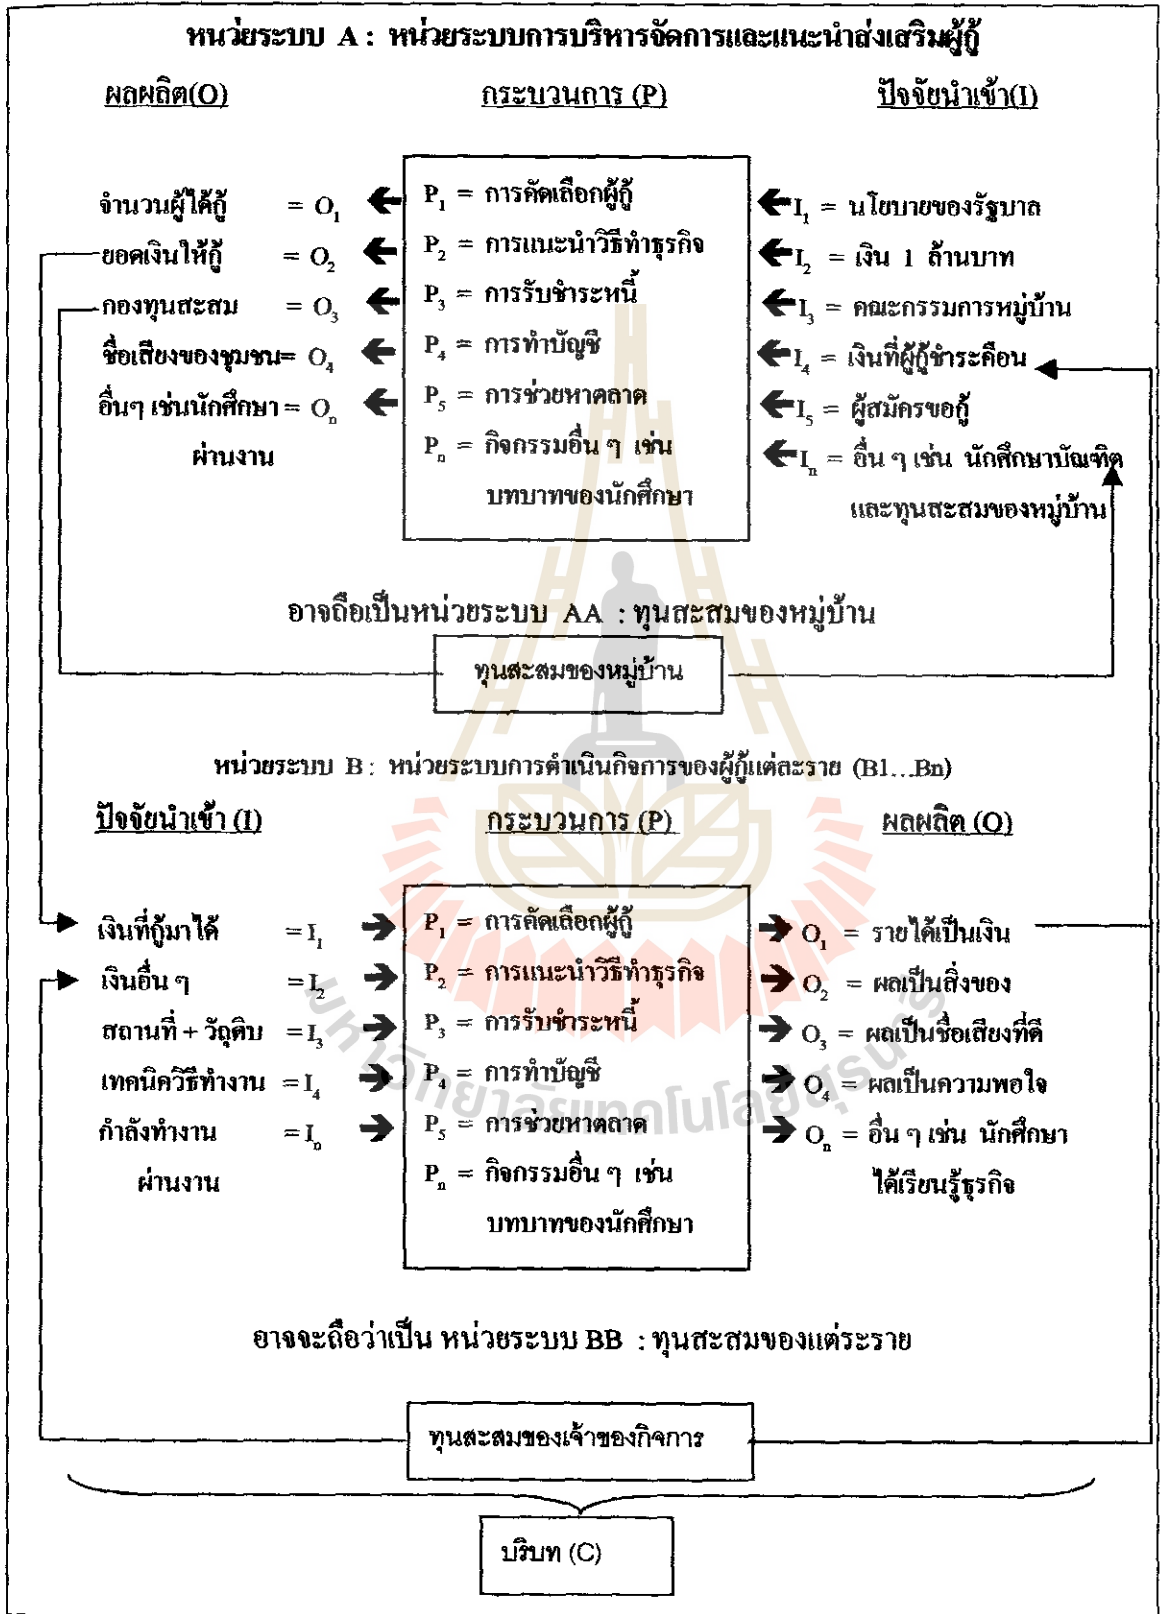 หนว่ยระบบ A : หน่วยระบบการบริหารจัดการและแนะนำส่งเสริมผู้กู้
ผลผลิต(O) กระบวนการ (P) ปัจจัยนำเข้า(I)
จำนวนผู้ได้กู้ = O₁ P₁ = การคัดเลือกผู้กู้ I₁ = นโยบายของรัฐบาล
ยอดเงินให้กู้ = O₂ P₂ = การแนะนำวิธีทำธุรกิจ I₂ = เงิน 1 ล้านบาท
กองทุนสะสม = O₃ P₃ = การรับชำระหนี้ I₃ = คณะกรรมการหมู่บ้าน
ชื่อเสียงของชุมชน= O₄ P₄ = การทำบัญชี I₄ = เงินที่ผู้กู้ชำระคืน
อื่นๆ เช่นนักศึกษา = Oₙ P₅ = การช่วยหาตลาด I₅ = ผู้สมัครขอกู้
ผ่านงาน Pₙ = กิจกรรมอื่น ๆ เช่น Iₙ = อื่น ๆ เช่น นักศึกษาบัณฑิต
บทบาทของนักศึกษา และทุนสะสมของหมู่บ้าน
อาจถือเป็นหน่วยระบบ AA : ทุนสะสมของหมู่บ้าน
ทุนสะสมของหมู่บ้าน
หน่วยระบบ B : หน่วยระบบการดำเนินกิจการของผู้กู้แต่ละราย (B1...Bn)
ปัจจัยนำเข้า (I) กระบวนการ (P) ผลผลิต (O)
เงินที่กู้มาได้ = I₁ P₁ = การคัดเลือกผู้กู้ O₁ = รายได้เป็นเงิน
เงินอื่น ๆ = I₂ P₂ = การแนะนำวิธีทำธุรกิจ O₂ = ผลเป็นสิ่งของ
สถานที่ + วัถุดิบ = I₃ P₃ = การรับชำระหนี้ O₃ = ผลเป็นชื่อเสียงที่ดี
เทคนิควิธีทำงาน = I₄ P₄ = การทำบัญชี O₄ = ผลเป็นความพอใจ
กำลังทำงาน = Iₙ P₅ = การช่วยหาตลาด Oₙ = อื่น ๆ เช่น นักศึกษา
ผ่านงาน Pₙ = กิจกรรมอื่น ๆ เช่น ได้เรียนรู้ธุรกิจ
บทบาทของนักศึกษา
มหาวิทยาลัยเทคโนโลยีสุรนารี
อาจจะถือว่าเป็น หน่วยระบบ BB : ทุนสะสมของแต่ระราย
ทุนสะสมของเจ้าของกิจการ
บริบท (C)